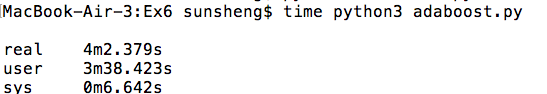 MacBook-Air-3:Ex6 sunsheng$ time python3 adaboost.py
real 4m2.379s
user 3m38.423s
sys 0m6.642s